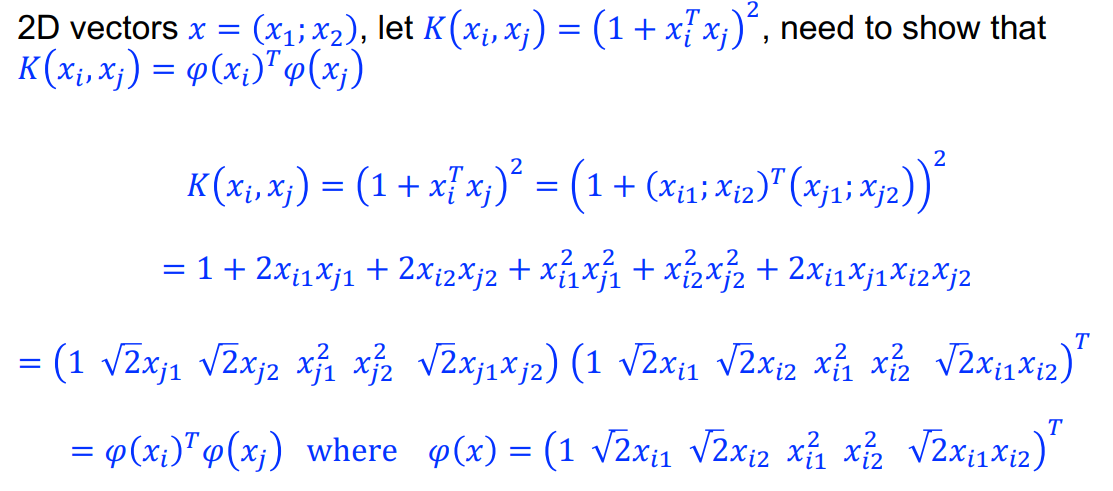 2D vectors x = (x₁; x₂), let K(xᵢ, xⱼ) = (1 + xᵢᵀxⱼ)², need to show that
K(xᵢ, xⱼ) = φ(xᵢ)ᵀφ(xⱼ)
K(xᵢ, xⱼ) = (1 + xᵢᵀxⱼ)² = (1 + (xᵢ₁; xᵢ₂)ᵀ(xⱼ₁; xⱼ₂))²
= 1 + 2xᵢ₁xⱼ₁ + 2xᵢ₂xⱼ₂ + xᵢ₁²xⱼ₁² + xᵢ₂²xⱼ₂² + 2xᵢ₁xⱼ₁xᵢ₂xⱼ₂
= (1 √2xⱼ₁ √2xⱼ₂ xⱼ₁² xⱼ₂² √2xⱼ₁xⱼ₂) (1 √2xᵢ₁ √2xᵢ₂ xᵢ₁² xᵢ₂² √2xᵢ₁xᵢ₂)ᵀ
= φ(xᵢ)ᵀφ(xⱼ) where φ(x) = (1 √2xᵢ₁ √2xᵢ₂ xᵢ₁² xᵢ₂² √2xᵢ₁xᵢ₂)ᵀ